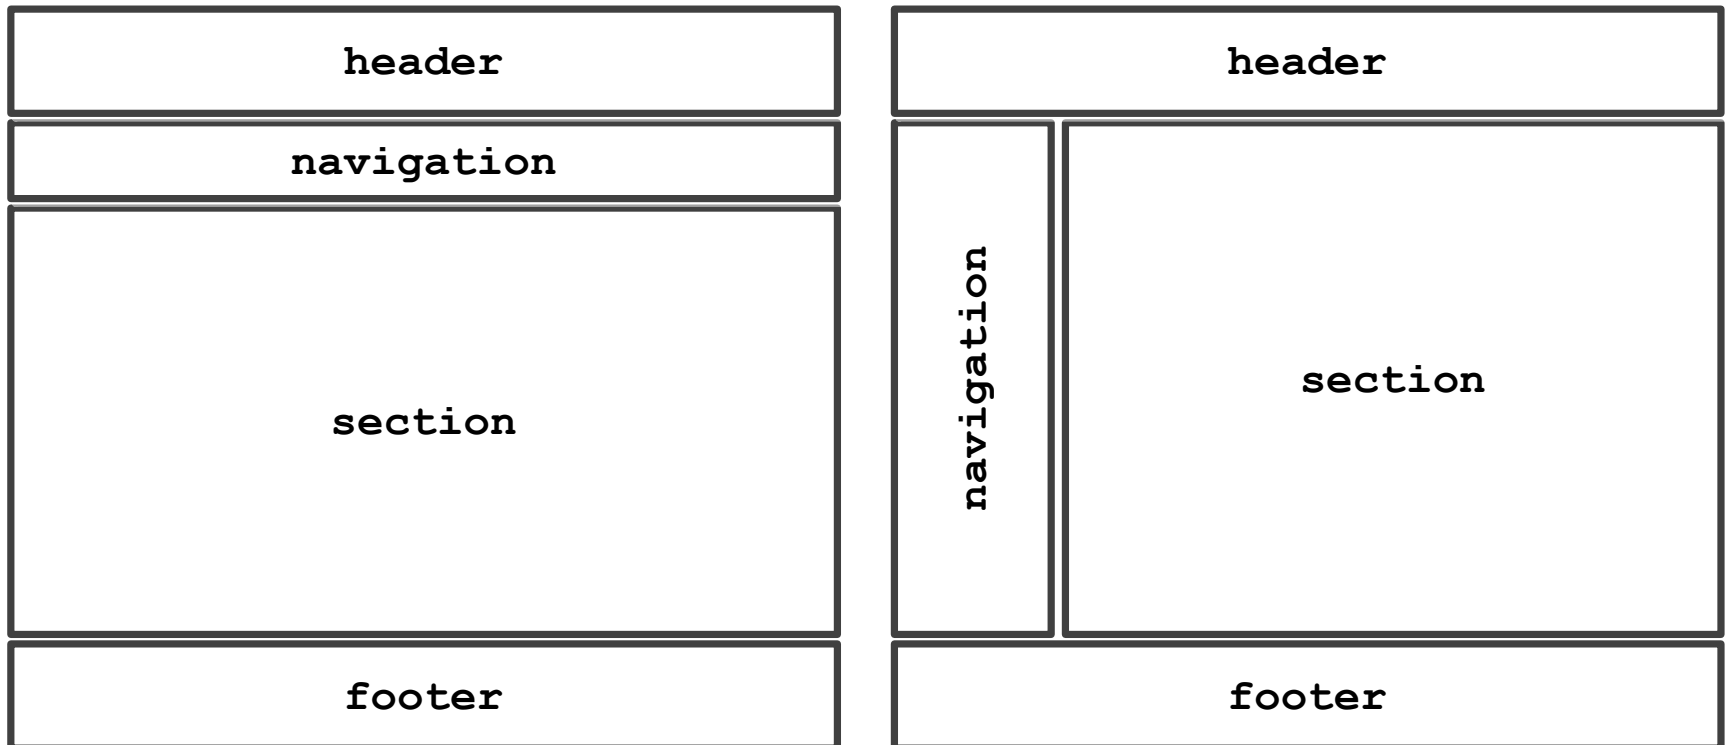 header
navigation
section
footer
header
navigation
section
footer